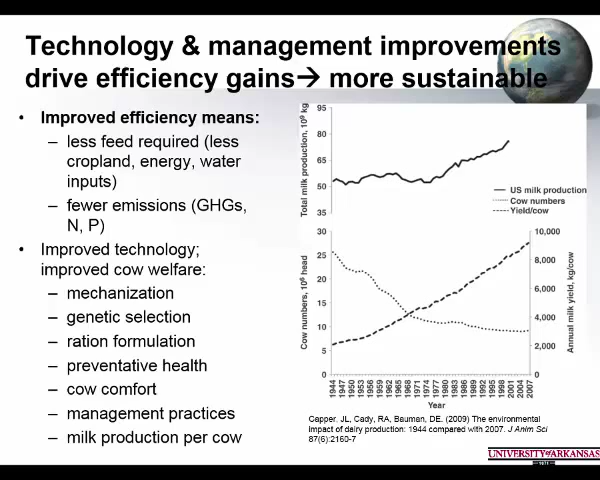 Technology & management improvements
drive efficiency gains→ more sustainable
• Improved efficiency means:
– less feed required (less
cropland, energy, water
inputs)
– fewer emissions (GHGs,
N, P)
• Improved technology;
improved cow welfare:
– mechanization
– genetic selection
– ration formulation
– preventative health
– cow comfort
– management practices
– milk production per cow
Total milk production, 10⁹ kg
95
80
65
50
35
US milk production
Cow numbers
Yield/cow
Cow numbers, 10⁶ head
30
25
20
15
10
5
0
10,000
8,000
6,000
4,000
2,000
0
Annual milk yield, kg/cow
1944 1947 1950 1953 1956 1959 1962 1965 1968 1971 1974 1977 1980 1983 1986 1989 1992 1995 1998 2001 2004 2007
Year
Capper, JL, Cady, RA, Bauman, DE. (2009) The environmental
impact of dairy production: 1944 compared with 2007. J Anim Sci
87(6):2160-7
UNIVERSITY OF ARKANSAS